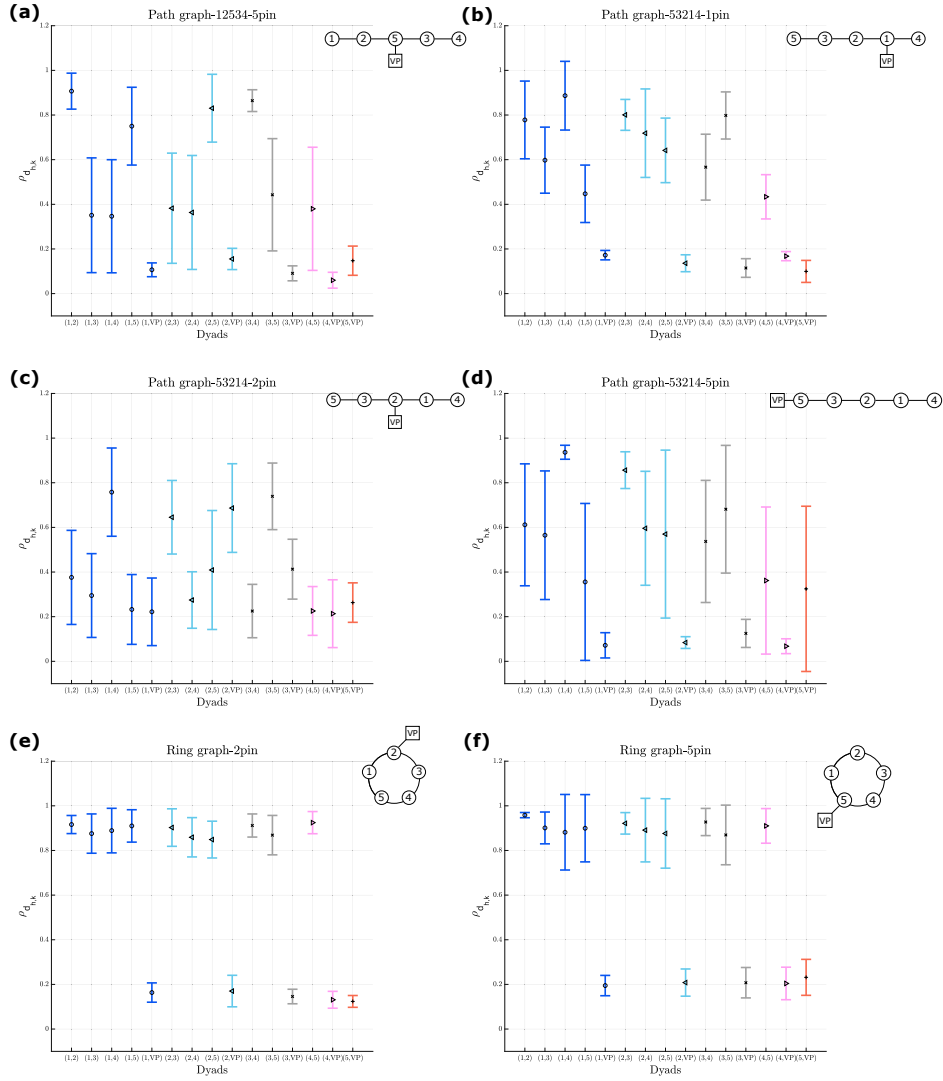 (a)
Path graph-12534-5pin
1 2 5 3 4
VP
1.2
1
0.8
0.6
0.4
0.2
0
ρd h,k
(1,2) (1,3) (1,4) (1,5) (1,VP) (2,3) (2,4) (2,5) (2,VP) (3,4) (3,5) (3,VP) (4,5) (4,VP) (5,VP)
Dyads
(b)
Path graph-53214-1pin
5 3 2 1 4
VP
1.2
1
0.8
0.6
0.4
0.2
0
ρd h,k
(1,2) (1,3) (1,4) (1,5) (1,VP) (2,3) (2,4) (2,5) (2,VP) (3,4) (3,5) (3,VP) (4,5) (4,VP) (5,VP)
Dyads
(c)
Path graph-53214-2pin
5 3 2 1 4
VP
1.2
1
0.8
0.6
0.4
0.2
0
ρd h,k
(1,2) (1,3) (1,4) (1,5) (1,VP) (2,3) (2,4) (2,5) (2,VP) (3,4) (3,5) (3,VP) (4,5) (4,VP) (5,VP)
Dyads
(d)
Path graph-53214-5pin
VP 5 3 2 1 4
1.2
1
0.8
0.6
0.4
0.2
0
ρd h,k
(1,2) (1,3) (1,4) (1,5) (1,VP) (2,3) (2,4) (2,5) (2,VP) (3,4) (3,5) (3,VP) (4,5) (4,VP) (5,VP)
Dyads
(e)
Ring graph-2pin
VP
2
1 3
5 4
1.2
1
0.8
0.6
0.4
0.2
0
ρd h,k
(1,2) (1,3) (1,4) (1,5) (1,VP) (2,3) (2,4) (2,5) (2,VP) (3,4) (3,5) (3,VP) (4,5) (4,VP) (5,VP)
Dyads
(f)
Ring graph-5pin
2
1 3
5 4
VP
1.2
1
0.8
0.6
0.4
0.2
0
ρd h,k
(1,2) (1,3) (1,4) (1,5) (1,VP) (2,3) (2,4) (2,5) (2,VP) (3,4) (3,5) (3,VP) (4,5) (4,VP) (5,VP)
Dyads